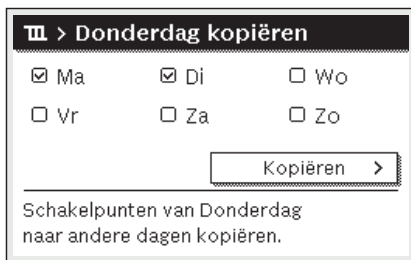 > Donderdag kopiëren
Ma Di Wo
Vr Za Zo
Kopiëren >
Schakelpunten van Donderdag
naar andere dagen kopiëren.